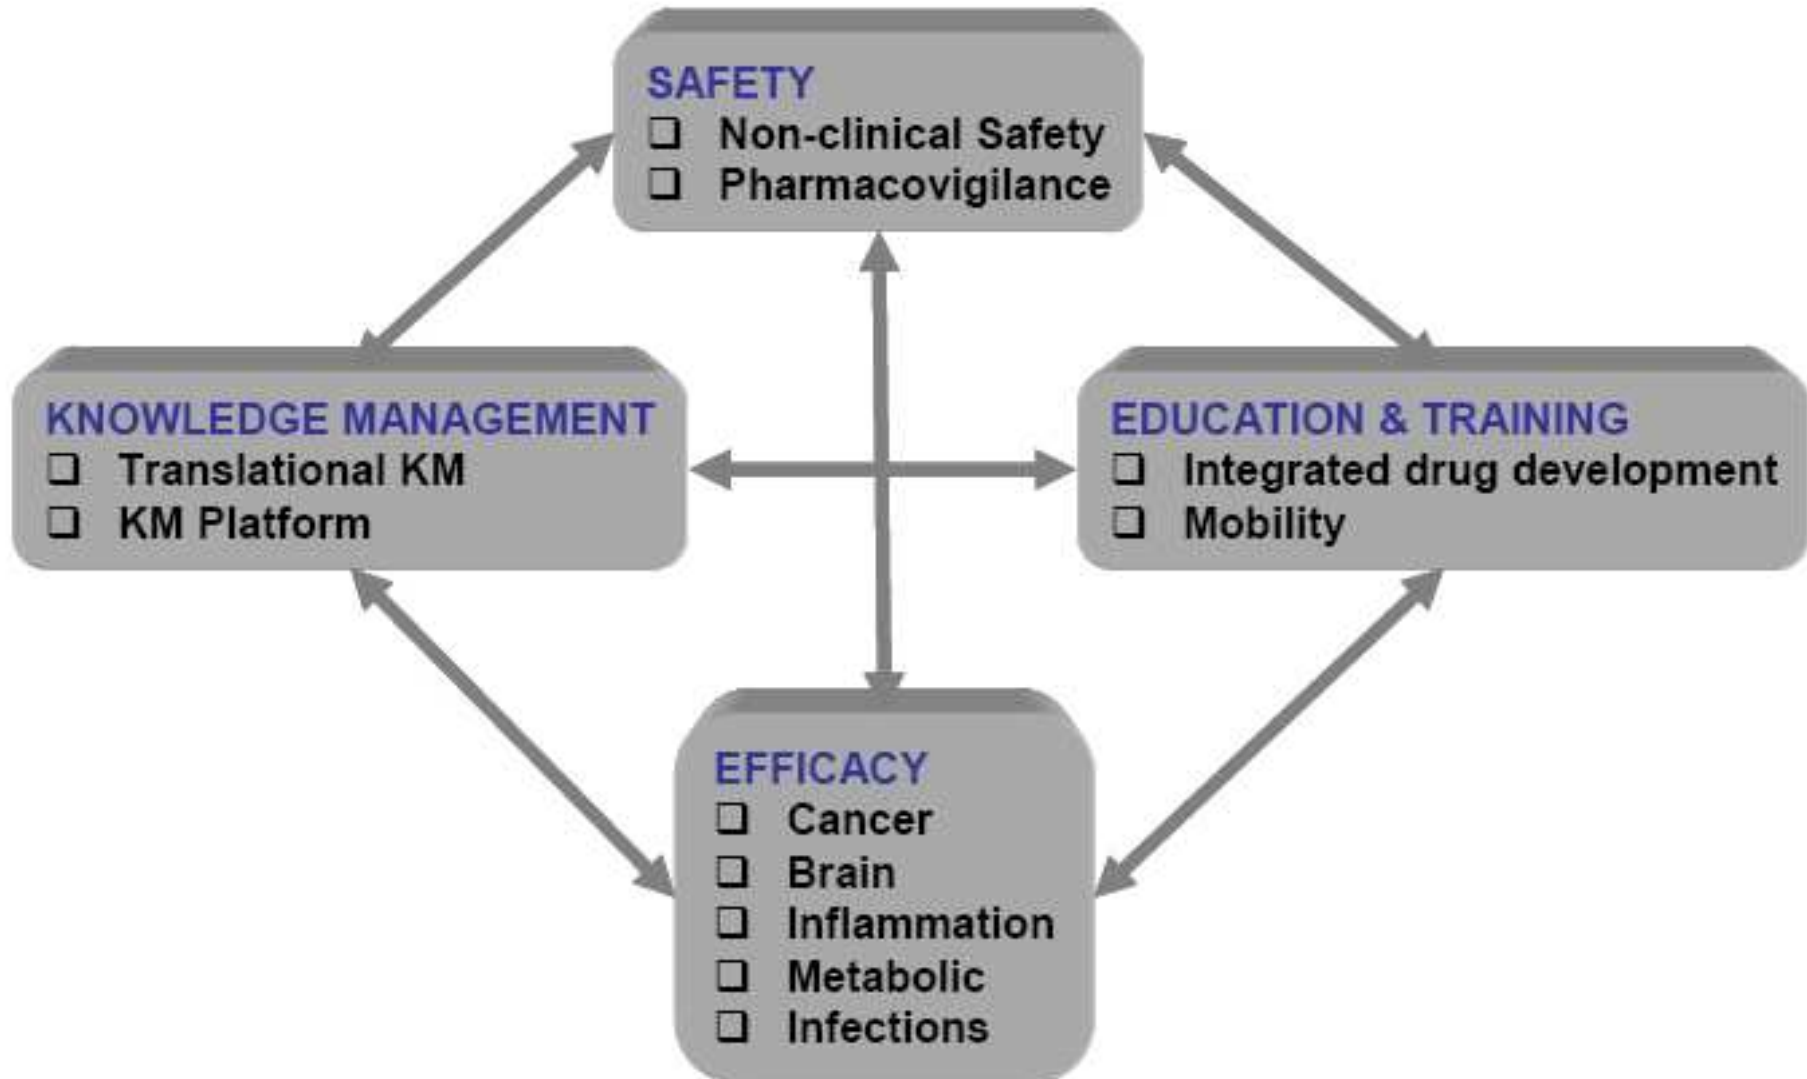 SAFETY
❑ Non-clinical Safety
❑ Pharmacovigilance
KNOWLEDGE MANAGEMENT
❑ Translational KM
❑ KM Platform
EDUCATION & TRAINING
❑ Integrated drug development
❑ Mobility
EFFICACY
❑ Cancer
❑ Brain
❑ Inflammation
❑ Metabolic
❑ Infections